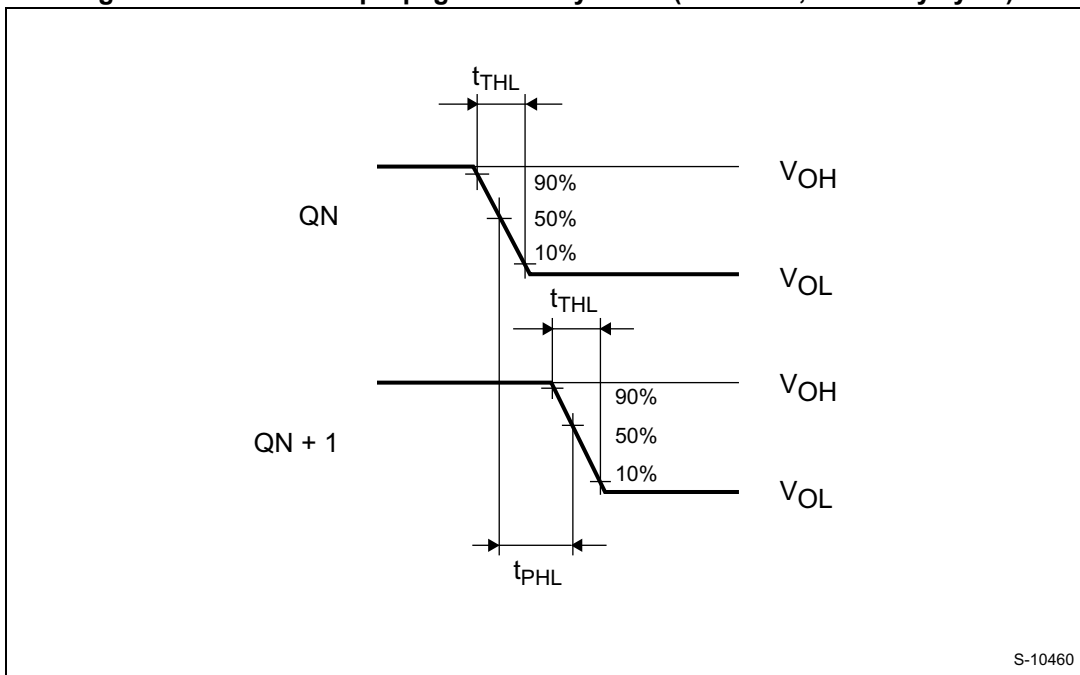 tTHL
VOH
90%
QN
50%
10%
VOL
tTHL
VOH
90%
QN + 1
50%
10%
VOL
tPHL
S-10460